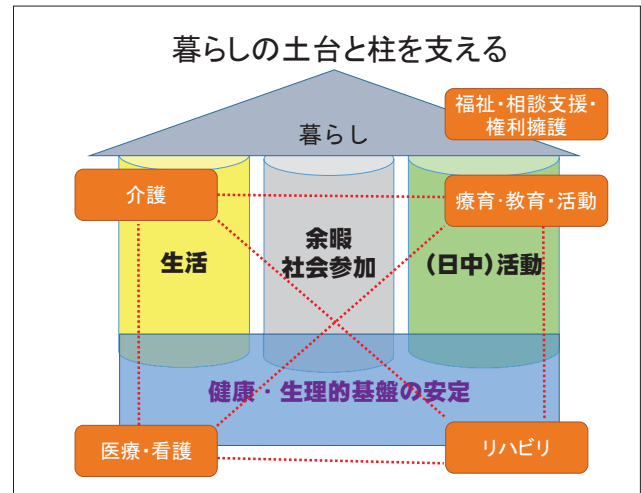 暮らしの土台と柱を支える
福祉・相談支援・
権利擁護
暮らし
介護
療育・教育・活動
生活
余暇
社会参加
(日中)活動
健康・生理的基盤の安定
医療・看護
リハビリ